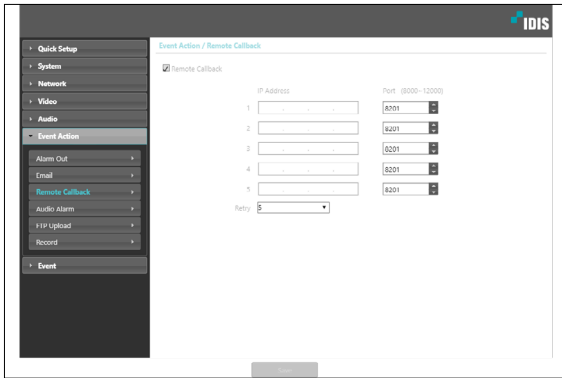 IDIS
Quick Setup
System
Network
Video
Audio
Event Action
Alarm Out
Email
Remote Callback
Audio Alarm
FTP Upload
Record
Event
Event Action / Remote Callback
Remote Callback
IP Address Port (8000~12000)
1 . . . 8201
2 . . . 8201
2 . . . 8201
4 . . . 8201
5 . . . 8201
Retry 5
Save